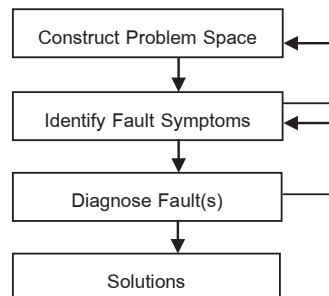 Construct Problem Space
Identify Fault Symptoms
Diagnose Fault(s)
Solutions